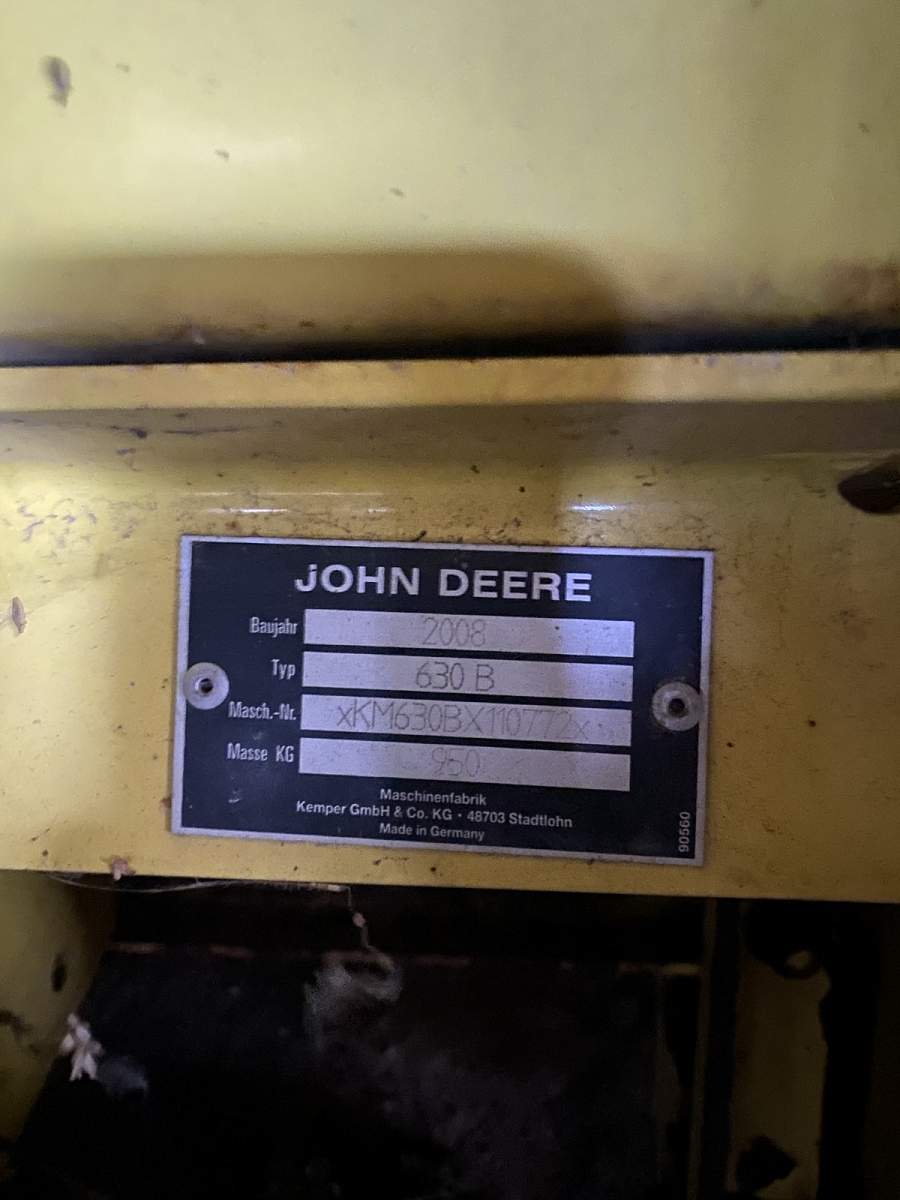 JOHN DEERE
Baujahr 2008
Typ 630 B
Masch.-Nr. xKM630BX110772x
Masse KG 950
Maschinenfabrik
Kemper GmbH & Co. KG · 48703 Stadtlohn
Made in Germany
90560